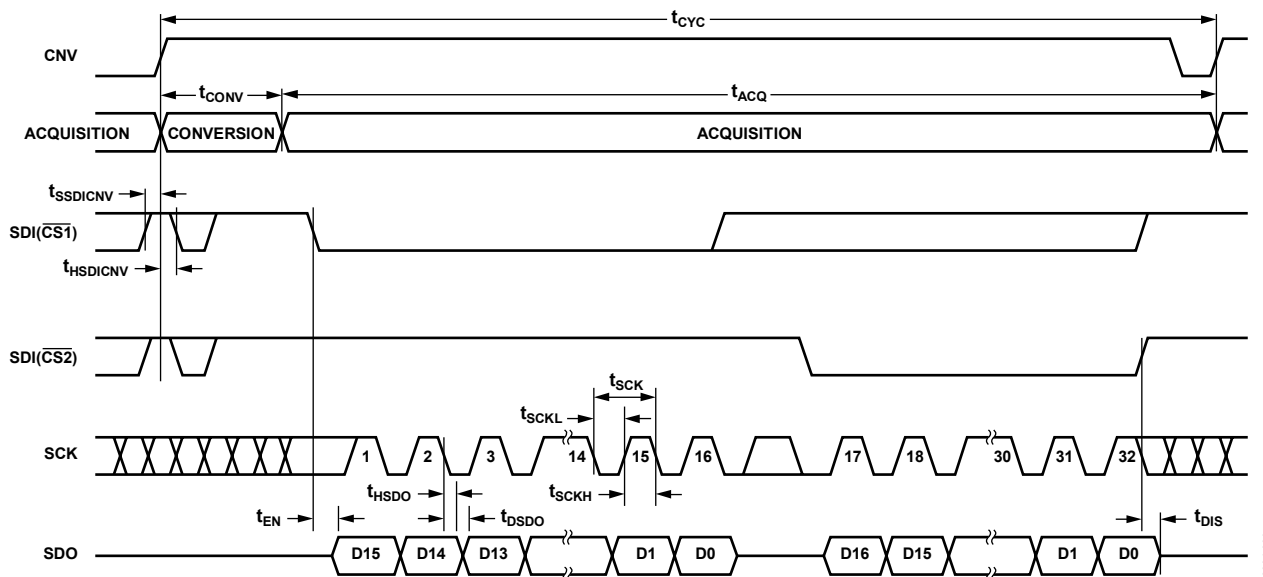 tCYC
CNV
tCONV
tACQ
ACQUISITION CONVERSION ACQUISITION
tSSDICNV
SDI(CS1)
tHSDICNV
SDI(CS2)
tSCK
tSCKL
SCK 1 2 3 14 15 16 17 18 30 31 32
tHSDO tSCKH
tEN tDSDO tDIS
SDO D15 D14 D13 D1 D0 D16 D15 D1 D0